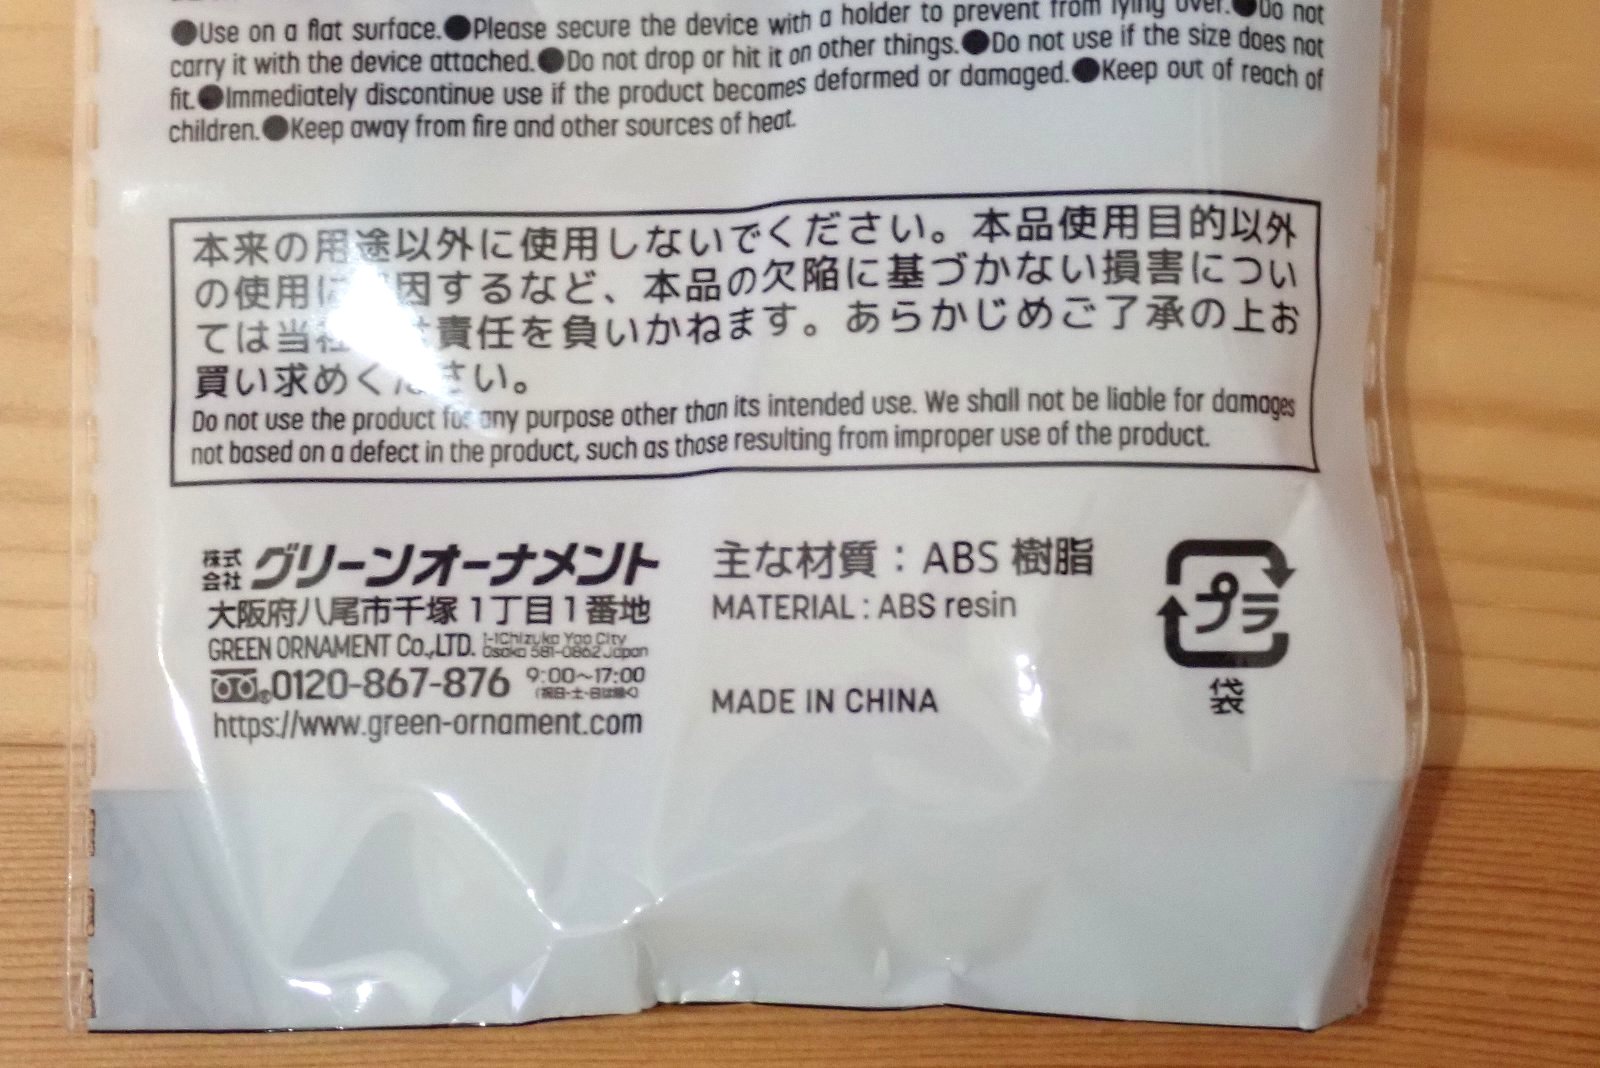 ●Use on a flat surface.●Please secure the device with a holder to prevent from lying over.●Do not
carry it with the device attached.●Do not drop or hit it on other things.●Do not use if the size does not
fit.●Immediately discontinue use if the product becomes deformed or damaged.●Keep out of reach of
children.●Keep away from fire and other sources of heat.
本来の用途以外に使用しないでください。本品使用目的以外
の使用に 因するなど、本品の欠陥に基づかない損害につい
ては当社 は責任を負いかねます。あらかじめご了承の上お
買い求めください。
Do not use the product for any purpose other than its intended use. We shall not be liable for damages
not based on a defect in the product, such as those resulting from improper use of the product.
株式会社 グリーンオーナメント
大阪府八尾市千塚1丁目1番地
GREEN ORNAMENT Co.,LTD. 1-1Chizuka Yao City Osaka 581-0862 Japan
0120-867-876 9:00~17:00 (祝日・土・日は除く)
https://www.green-ornament.com
主な材質：ABS 樹脂
MATERIAL : ABS resin
MADE IN CHINA
プラ
袋